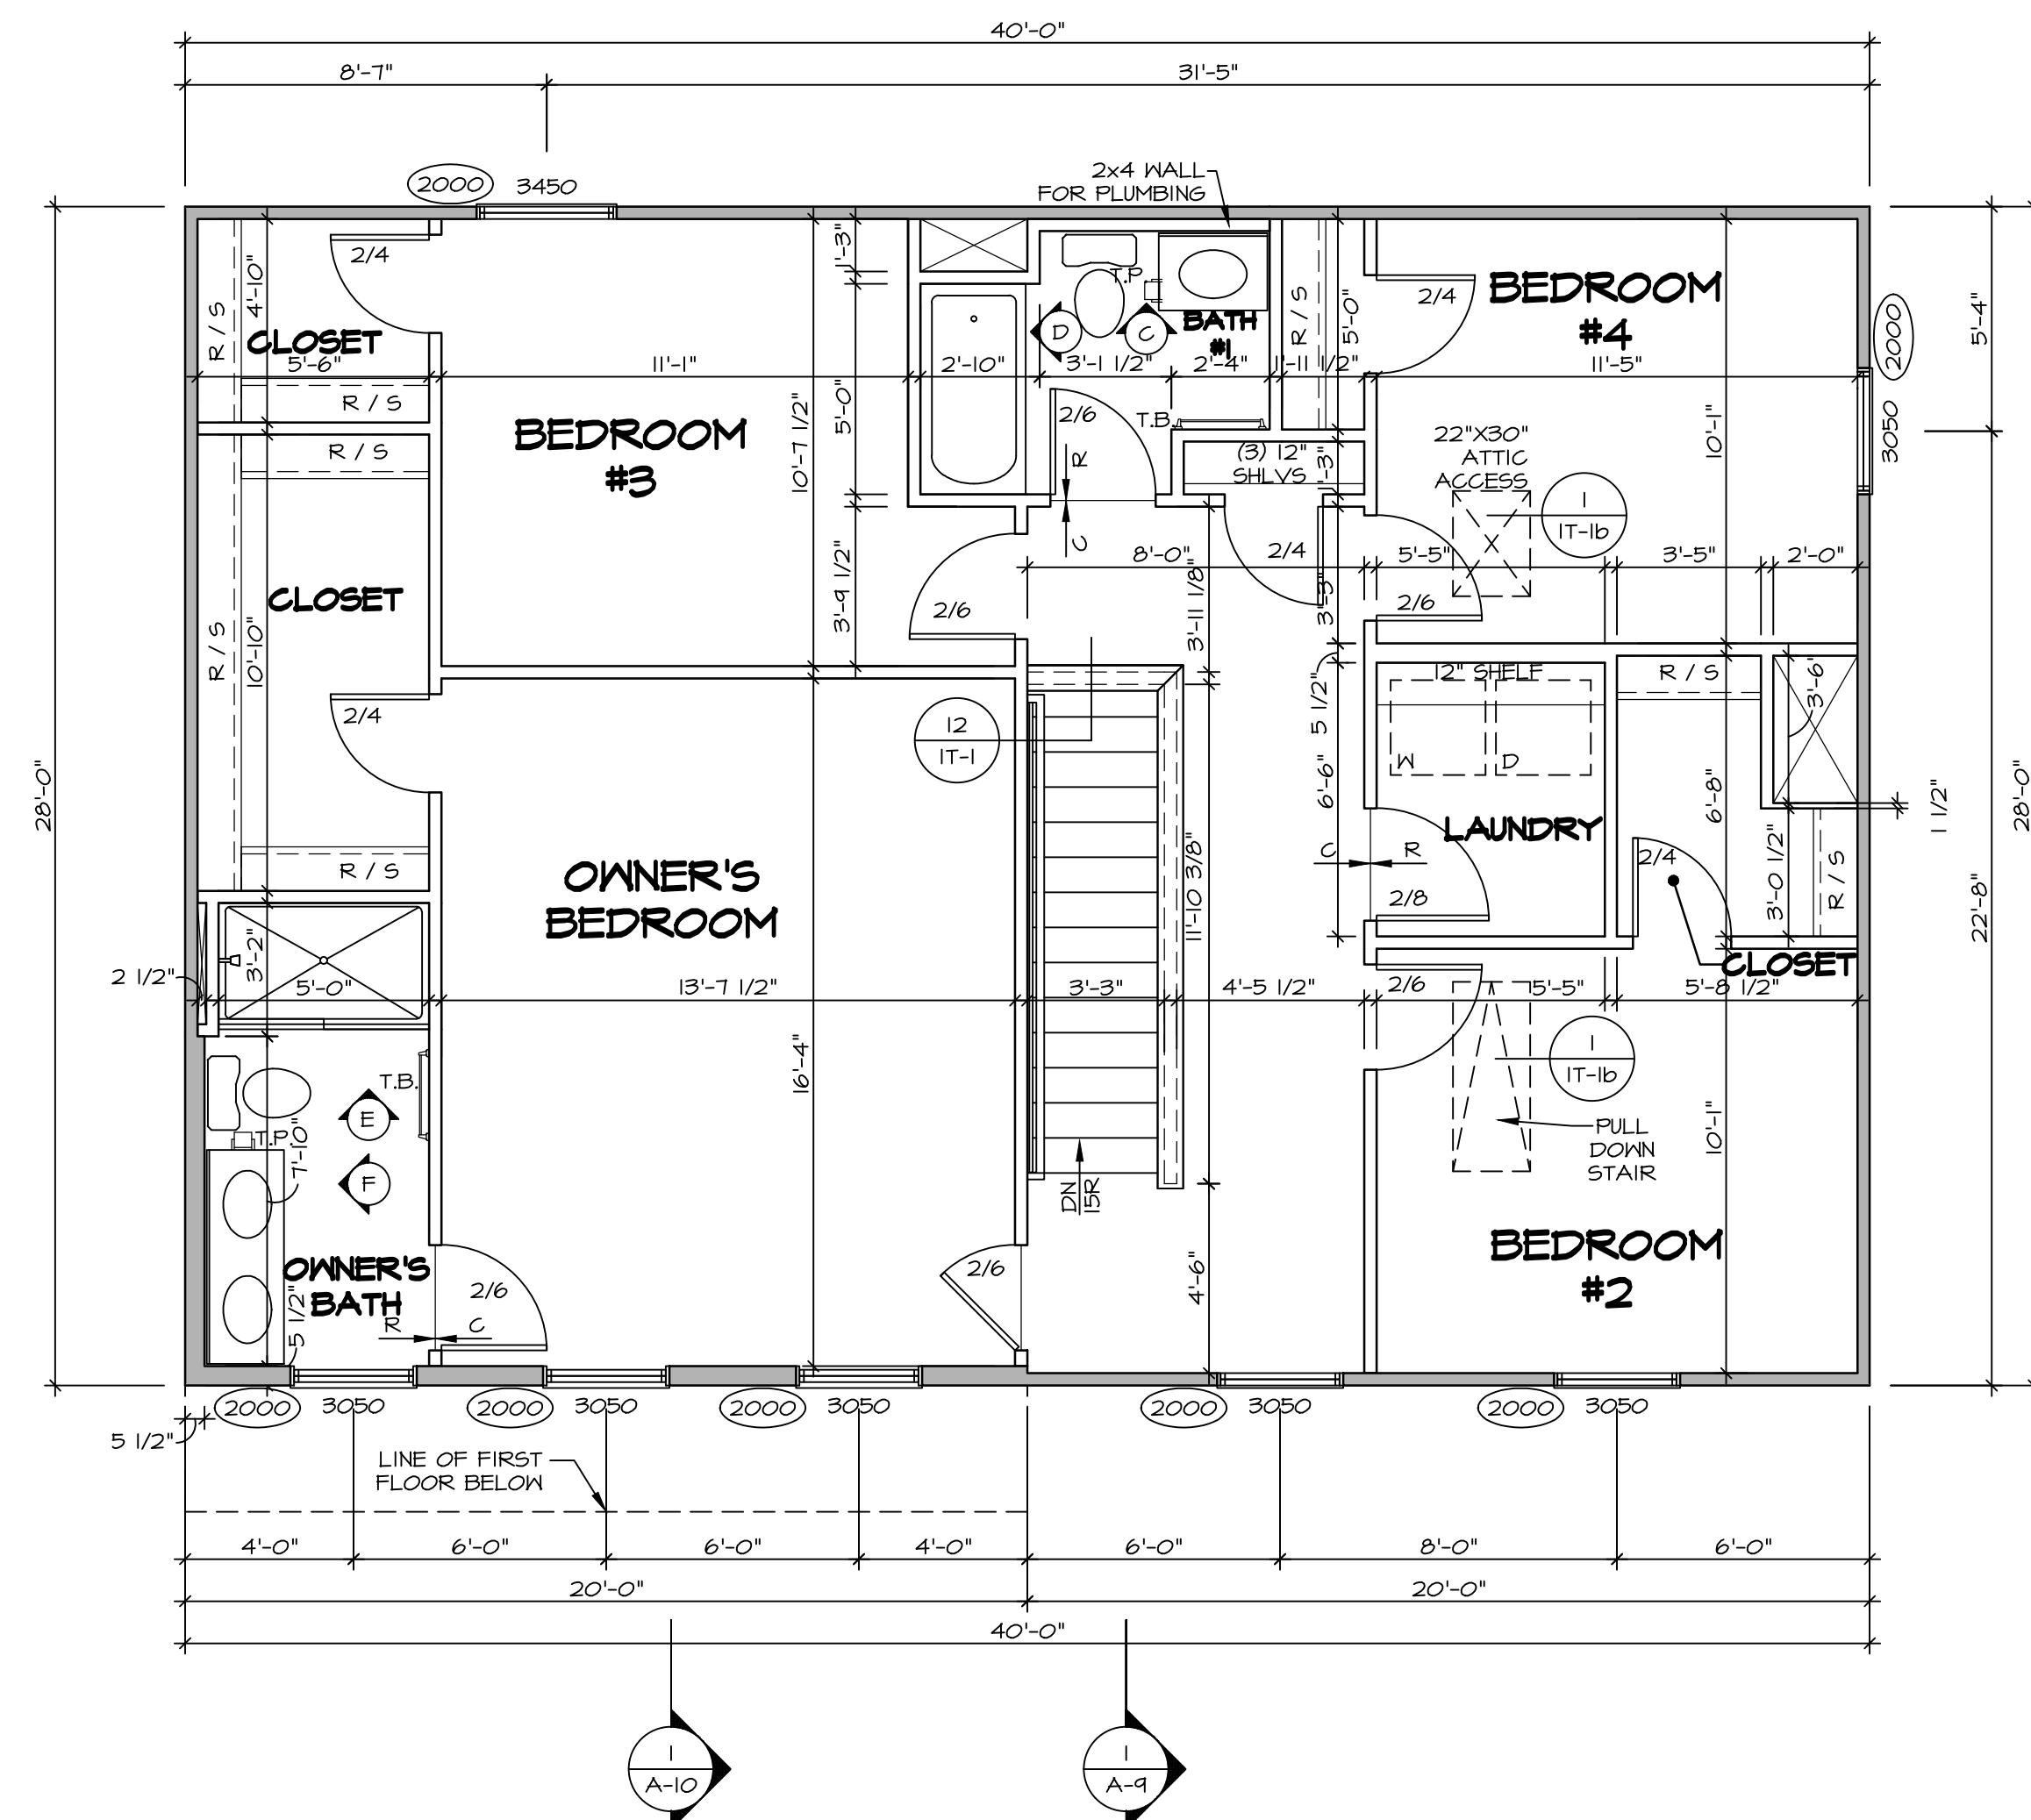 40'-0"
8'-7"
31'-5"
2x4 WALL
FOR PLUMBING
2000
3450
2/4
1'-3"
4'-10"
R / S
CLOSET
5'-6"
11'-1"
2'-10"
T.P.
D
C
BATH
#1
3'-1 1/2"
2'-4"
R / S
5'-0"
1'-11 1/2"
2/4
BEDROOM
#4
11'-5"
2000
3050
5'-4"
R / S
R / S
BEDROOM
#3
10'-7 1/2"
5'-0"
2/6
T.B.
R
C
(3) 12"
SHLVS
1'-3"
22"X30"
ATTIC
ACCESS
10'-1"
1
IT-1b
X
8'-0"
2/4
5'-5"
3'-5"
2'-0"
3'-9 1/2"
2/6
3'-11 1/8"
3'-3"
2/6
CLOSET
R / S
10'-10"
2/4
12
IT-1
5 1/2"
12" SHELF
R / S
3'-6"
W
D
6'-6"
6'-8"
28'-0"
1 1/2"
28'-0"
LAUNDRY
C
R
2/8
2/4
3'-0 1/2"
R / S
22'-8"
R / S
OWNER'S
BEDROOM
11'-10 3/8"
2 1/2"
3'-2"
5'-0"
13'-7 1/2"
3'-3"
4'-5 1/2"
2/6
5'-5"
CLOSET
5'-8 1/2"
16'-4"
T.B.
E
T.P.
7'-10"
F
1
IT-1b
PULL
DOWN
STAIR
10'-1"
DN
15R
OWNER'S
BATH
5 1/2"
R
C
2/6
2/6
4'-6"
BEDROOM
#2
2000
3050
2000
3050
2000
3050
2000
3050
2000
3050
5 1/2"
LINE OF FIRST
FLOOR BELOW
4'-0"
6'-0"
6'-0"
4'-0"
6'-0"
8'-0"
6'-0"
20'-0"
20'-0"
40'-0"
1
A-10
1
A-9